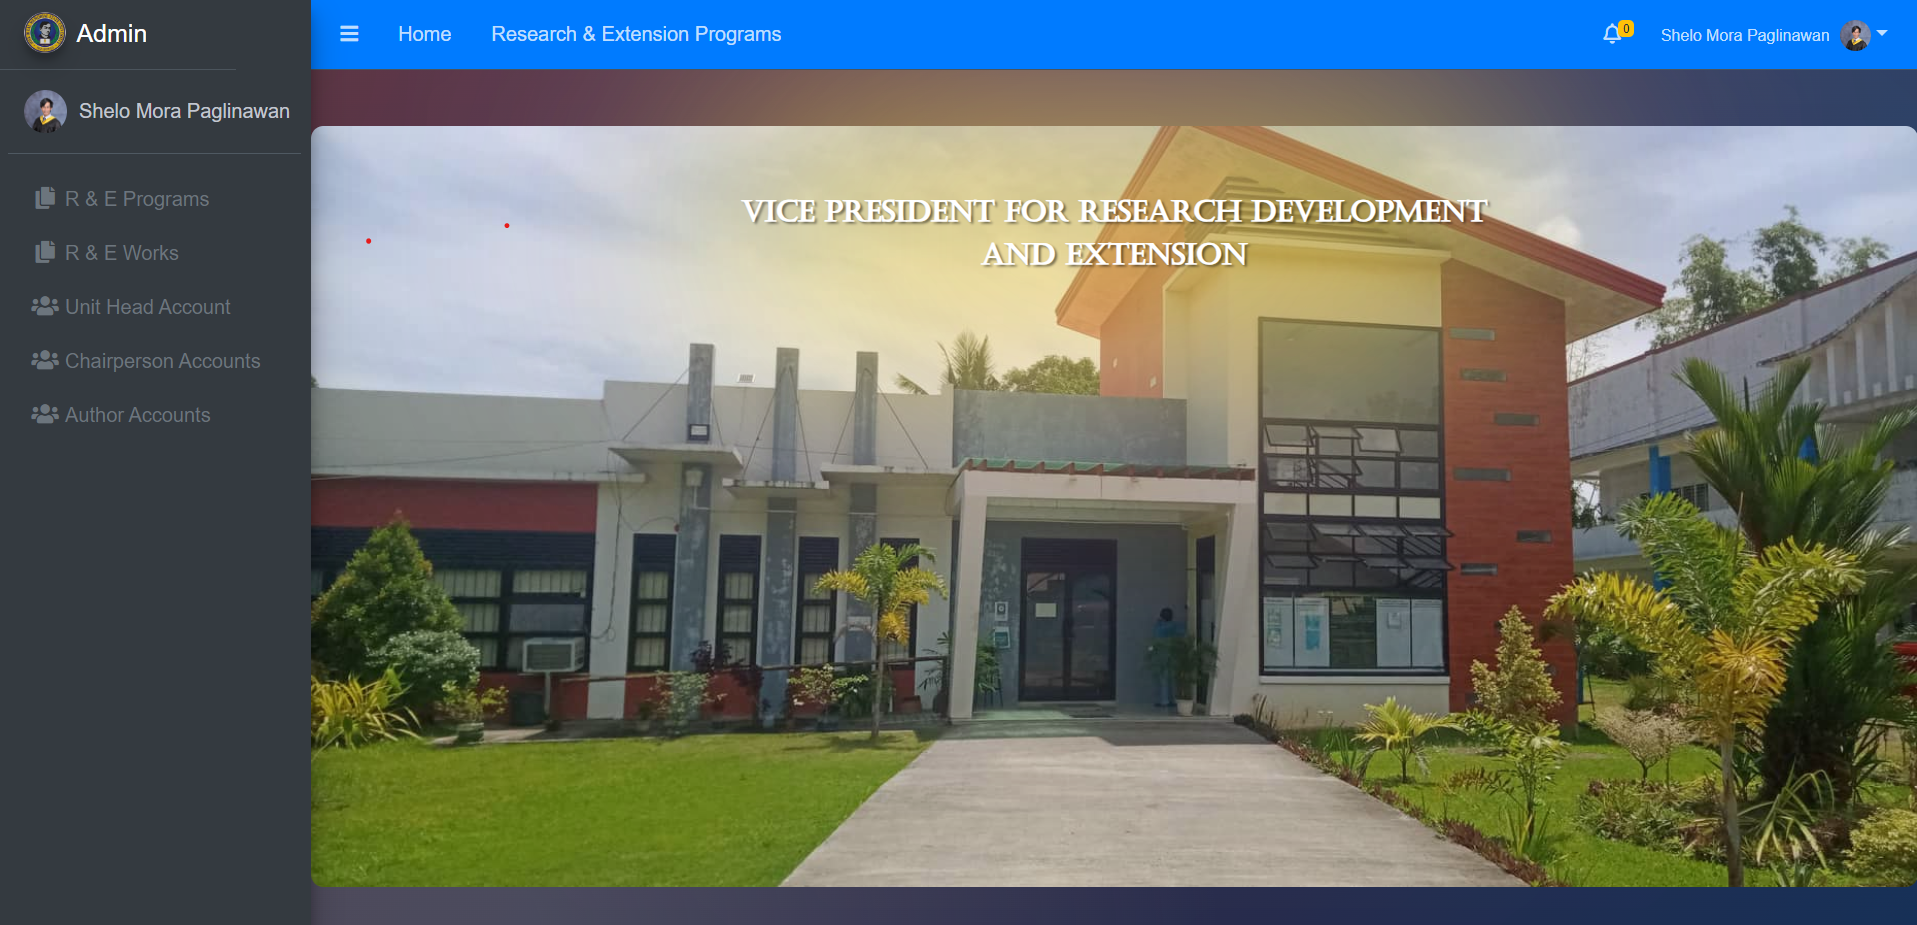 Admin
Home
Research & Extension Programs
0
Shelo Mora Paglinawan
Shelo Mora Paglinawan
R & E Programs
R & E Works
Unit Head Account
Chairperson Accounts
Author Accounts
VICE PRESIDENT FOR RESEARCH DEVELOPMENT
AND EXTENSION